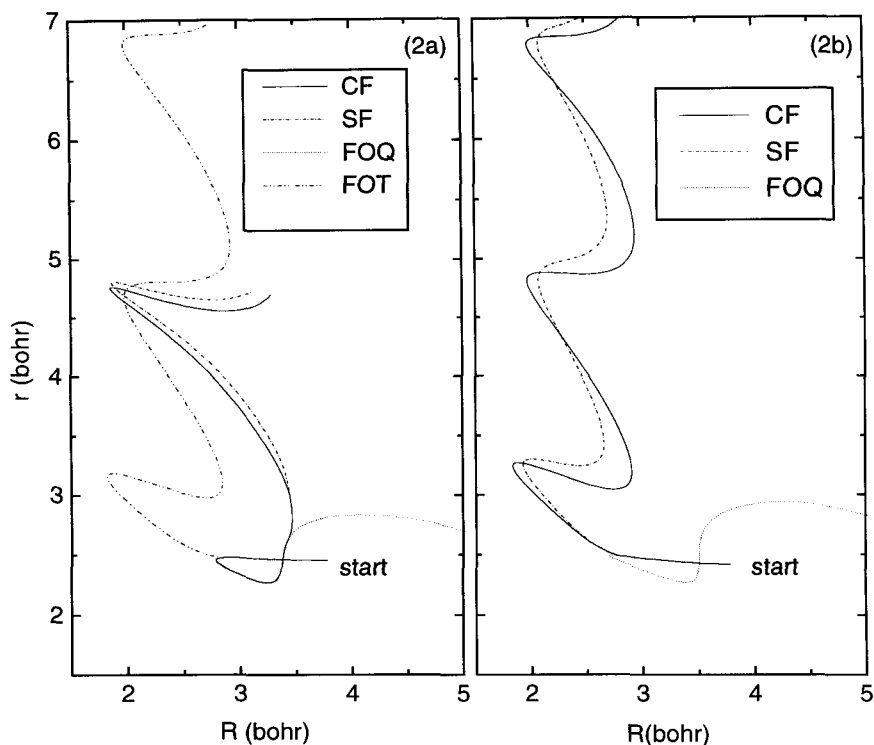 7
6
5
4
3
2
r (bohr)
(2a)
CF
SF
FOQ
FOT
start
2
3
4
5
R (bohr)
(2b)
CF
SF
FOQ
start
2
3
4
5
R(bohr)